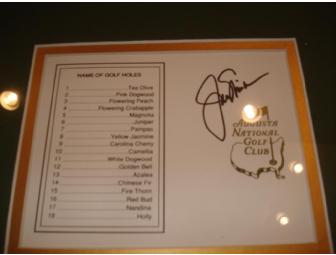 NAME OF GOLF HOLES
1 Tea Olive
2 Pink Dogwood
3 Flowering Peach
4 Flowering Crabapple
5 Magnolia
6 Juniper
7 Pampas
8 Yellow Jasmine
9 Carolina Cherry
10 Camellia
11 White Dogwood
12 Golden Bell
13 Azalea
14 Chinese Fir
15 Fire Thorn
16 Red Bud
17 Nandina
18 Holly
AUGUSTA
NATIONAL
GOLF
CLUB